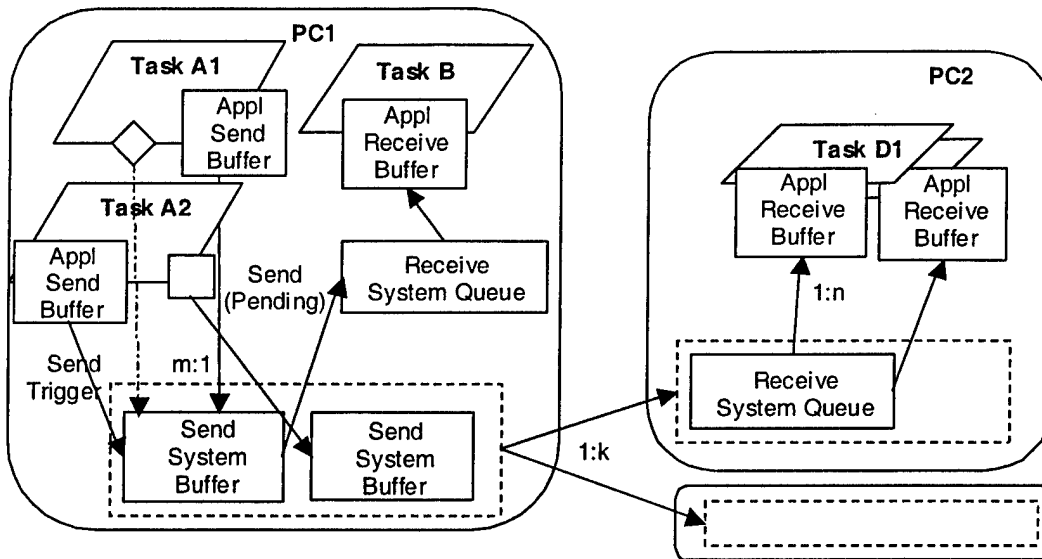 PC1
Task A1
Appl
Send
Buffer
Task B
Appl
Receive
Buffer
Task A2
Appl
Send
Buffer
Send
(Pending)
Receive
System Queue
Send
Trigger
m:1
Send
System
Buffer
Send
System
Buffer
1:k
PC2
Task D1
Appl
Receive
Buffer
Appl
Receive
Buffer
1:n
Receive
System Queue